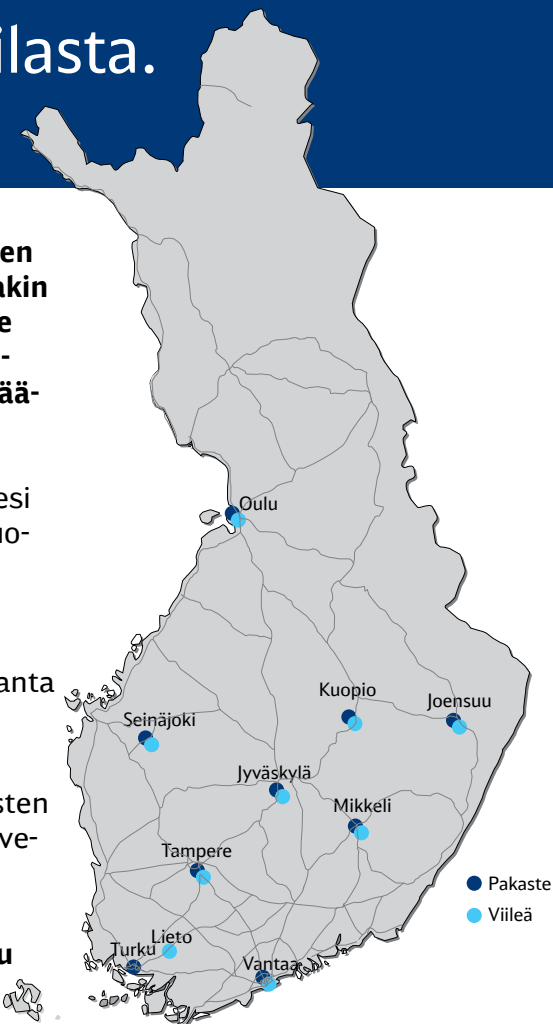 ilasta.
en
akin
e
-
ää-
esi
uo-
anta
sten
ve-
u
Oulu
Kuopio
Joensuu
Seinäjoki
Jyväskylä
Mikkeli
Tampere
Pakaste
Viileä
Lieto
Turku
Vantaa